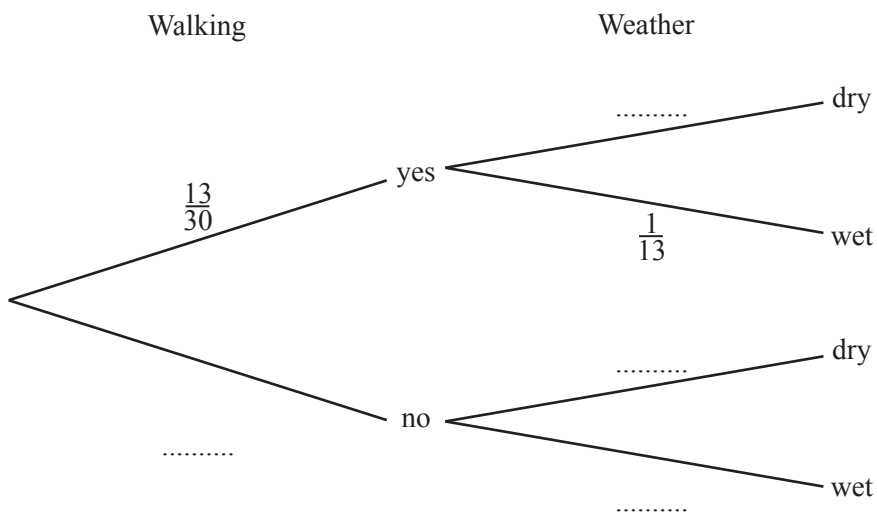 Walking Weather
.......... dry
yes
13/30
1/13 wet
.......... dry
no
..........
wet
..........